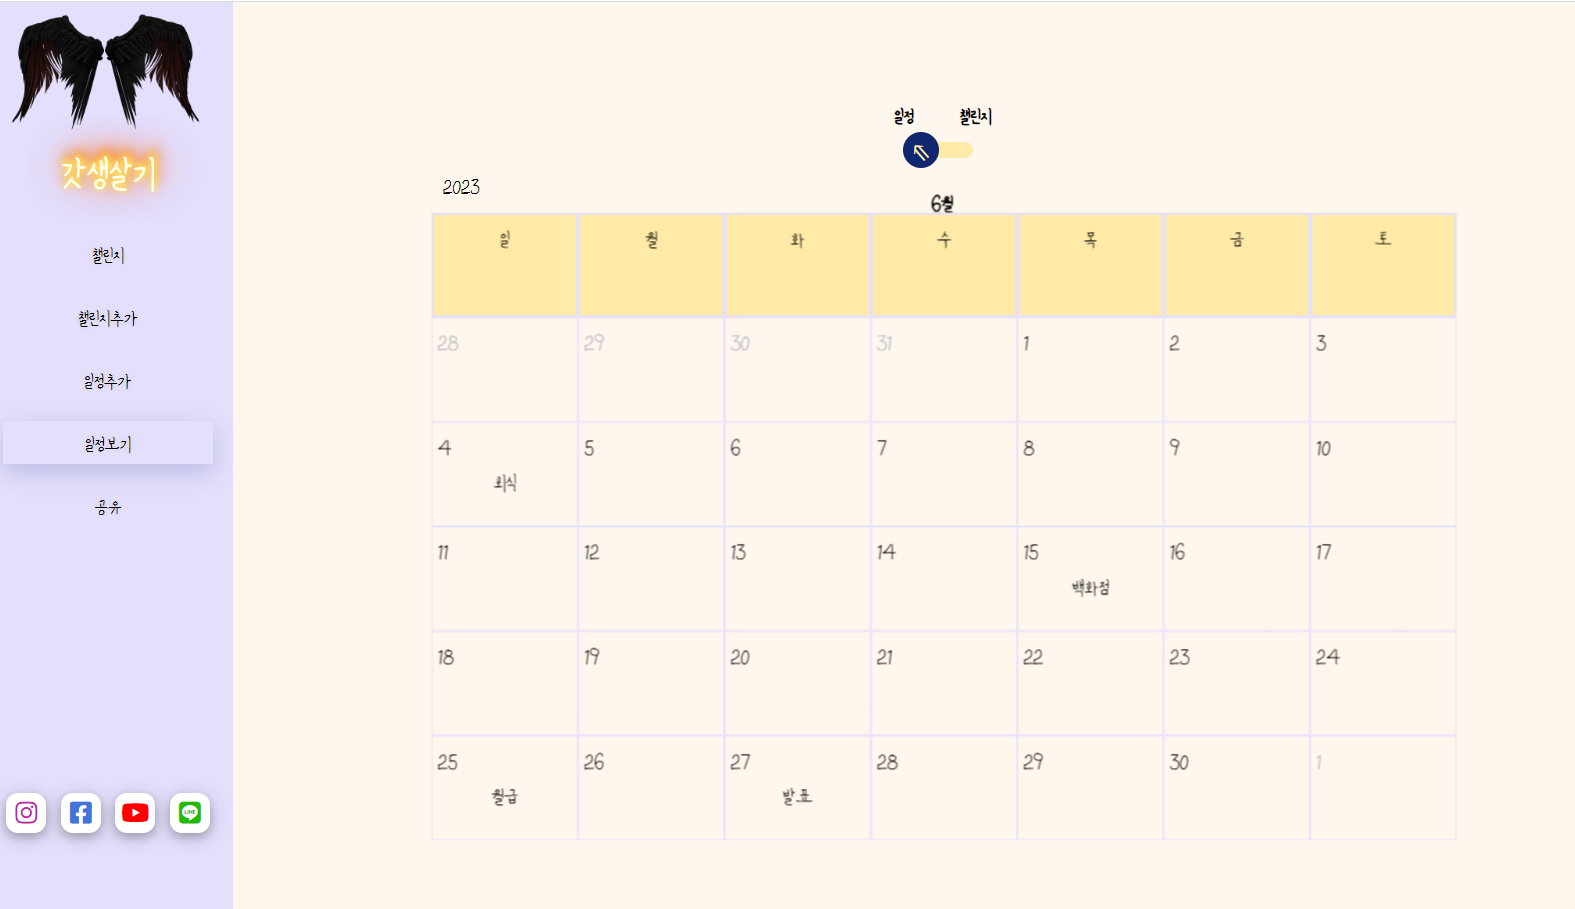 갓생살기
챌린지
챌린지추가
일정추가
일정보기
공유
LINE
일정 챌린지
2023
6월
일 월 화 수 목 금 토
28 29 30 31 1 2 3
4 5 6 7 8 9 10
회식
11 12 13 14 15 16 17
백화점
18 19 20 21 22 23 24
25 26 27 28 29 30 1
월급 발표